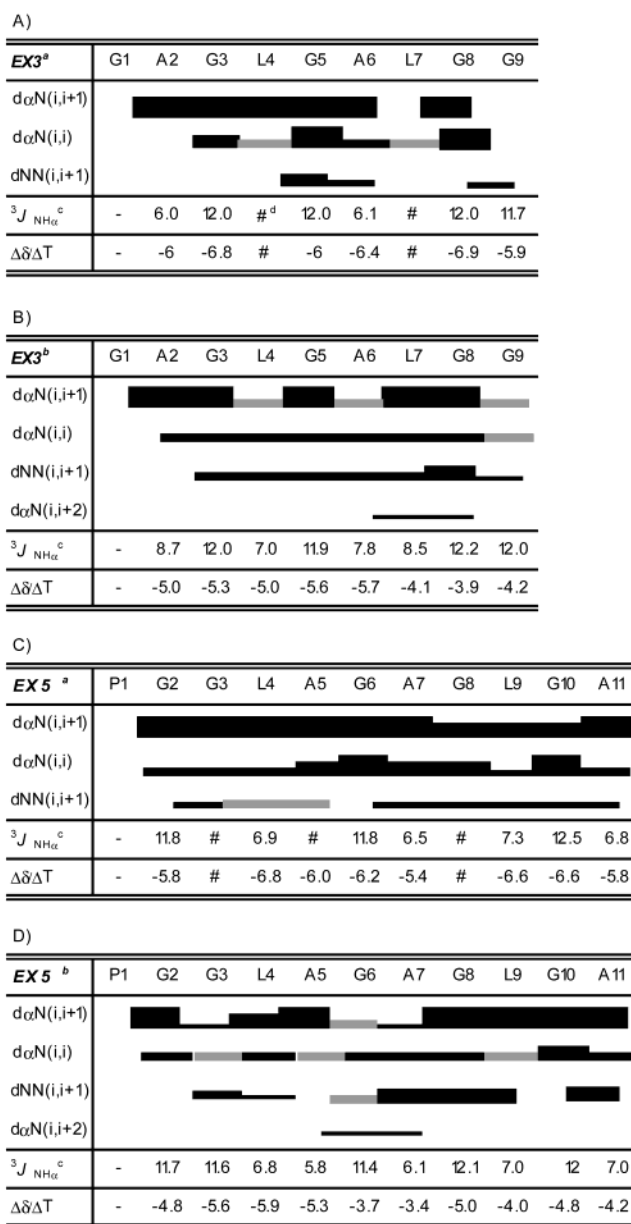 A)
EX3ᵃ G1 A2 G3 L4 G5 A6 L7 G8 G9
dαN(i,i+1)
dαN(i,i)
dNN(i,i+1)
³J NHαᶜ - 6.0 12.0 #ᵈ 12.0 6.1 # 12.0 11.7
Δδ/ΔT - -6 -6.8 # -6 -6.4 # -6.9 -5.9
B)
EX3ᵇ G1 A2 G3 L4 G5 A6 L7 G8 G9
dαN(i,i+1)
dαN(i,i)
dNN(i,i+1)
dαN(i,i+2)
³J NHαᶜ - 8.7 12.0 7.0 11.9 7.8 8.5 12.2 12.0
Δδ/ΔT - -5.0 -5.3 -5.0 -5.6 -5.7 -4.1 -3.9 -4.2
C)
EX 5 ᵃ P1 G2 G3 L4 A5 G6 A7 G8 L9 G10 A11
dαN(i,i+1)
dαN(i,i)
dNN(i,i+1)
³J NHαᶜ - 11.8 # 6.9 # 11.8 6.5 # 7.3 12.5 6.8
Δδ/ΔT - -5.8 # -6.8 -6.0 -6.2 -5.4 # -6.6 -6.6 -5.8
D)
EX 5 ᵇ P1 G2 G3 L4 A5 G6 A7 G8 L9 G10 A11
dαN(i,i+1)
dαN(i,i)
dNN(i,i+1)
dαN(i,i+2)
³J NHαᶜ - 11.7 11.6 6.8 5.8 11.4 6.1 12.1 7.0 12 7.0
Δδ/ΔT - -4.8 -5.6 -5.9 -5.3 -3.7 -3.4 -5.0 -4.0 -4.8 -4.2